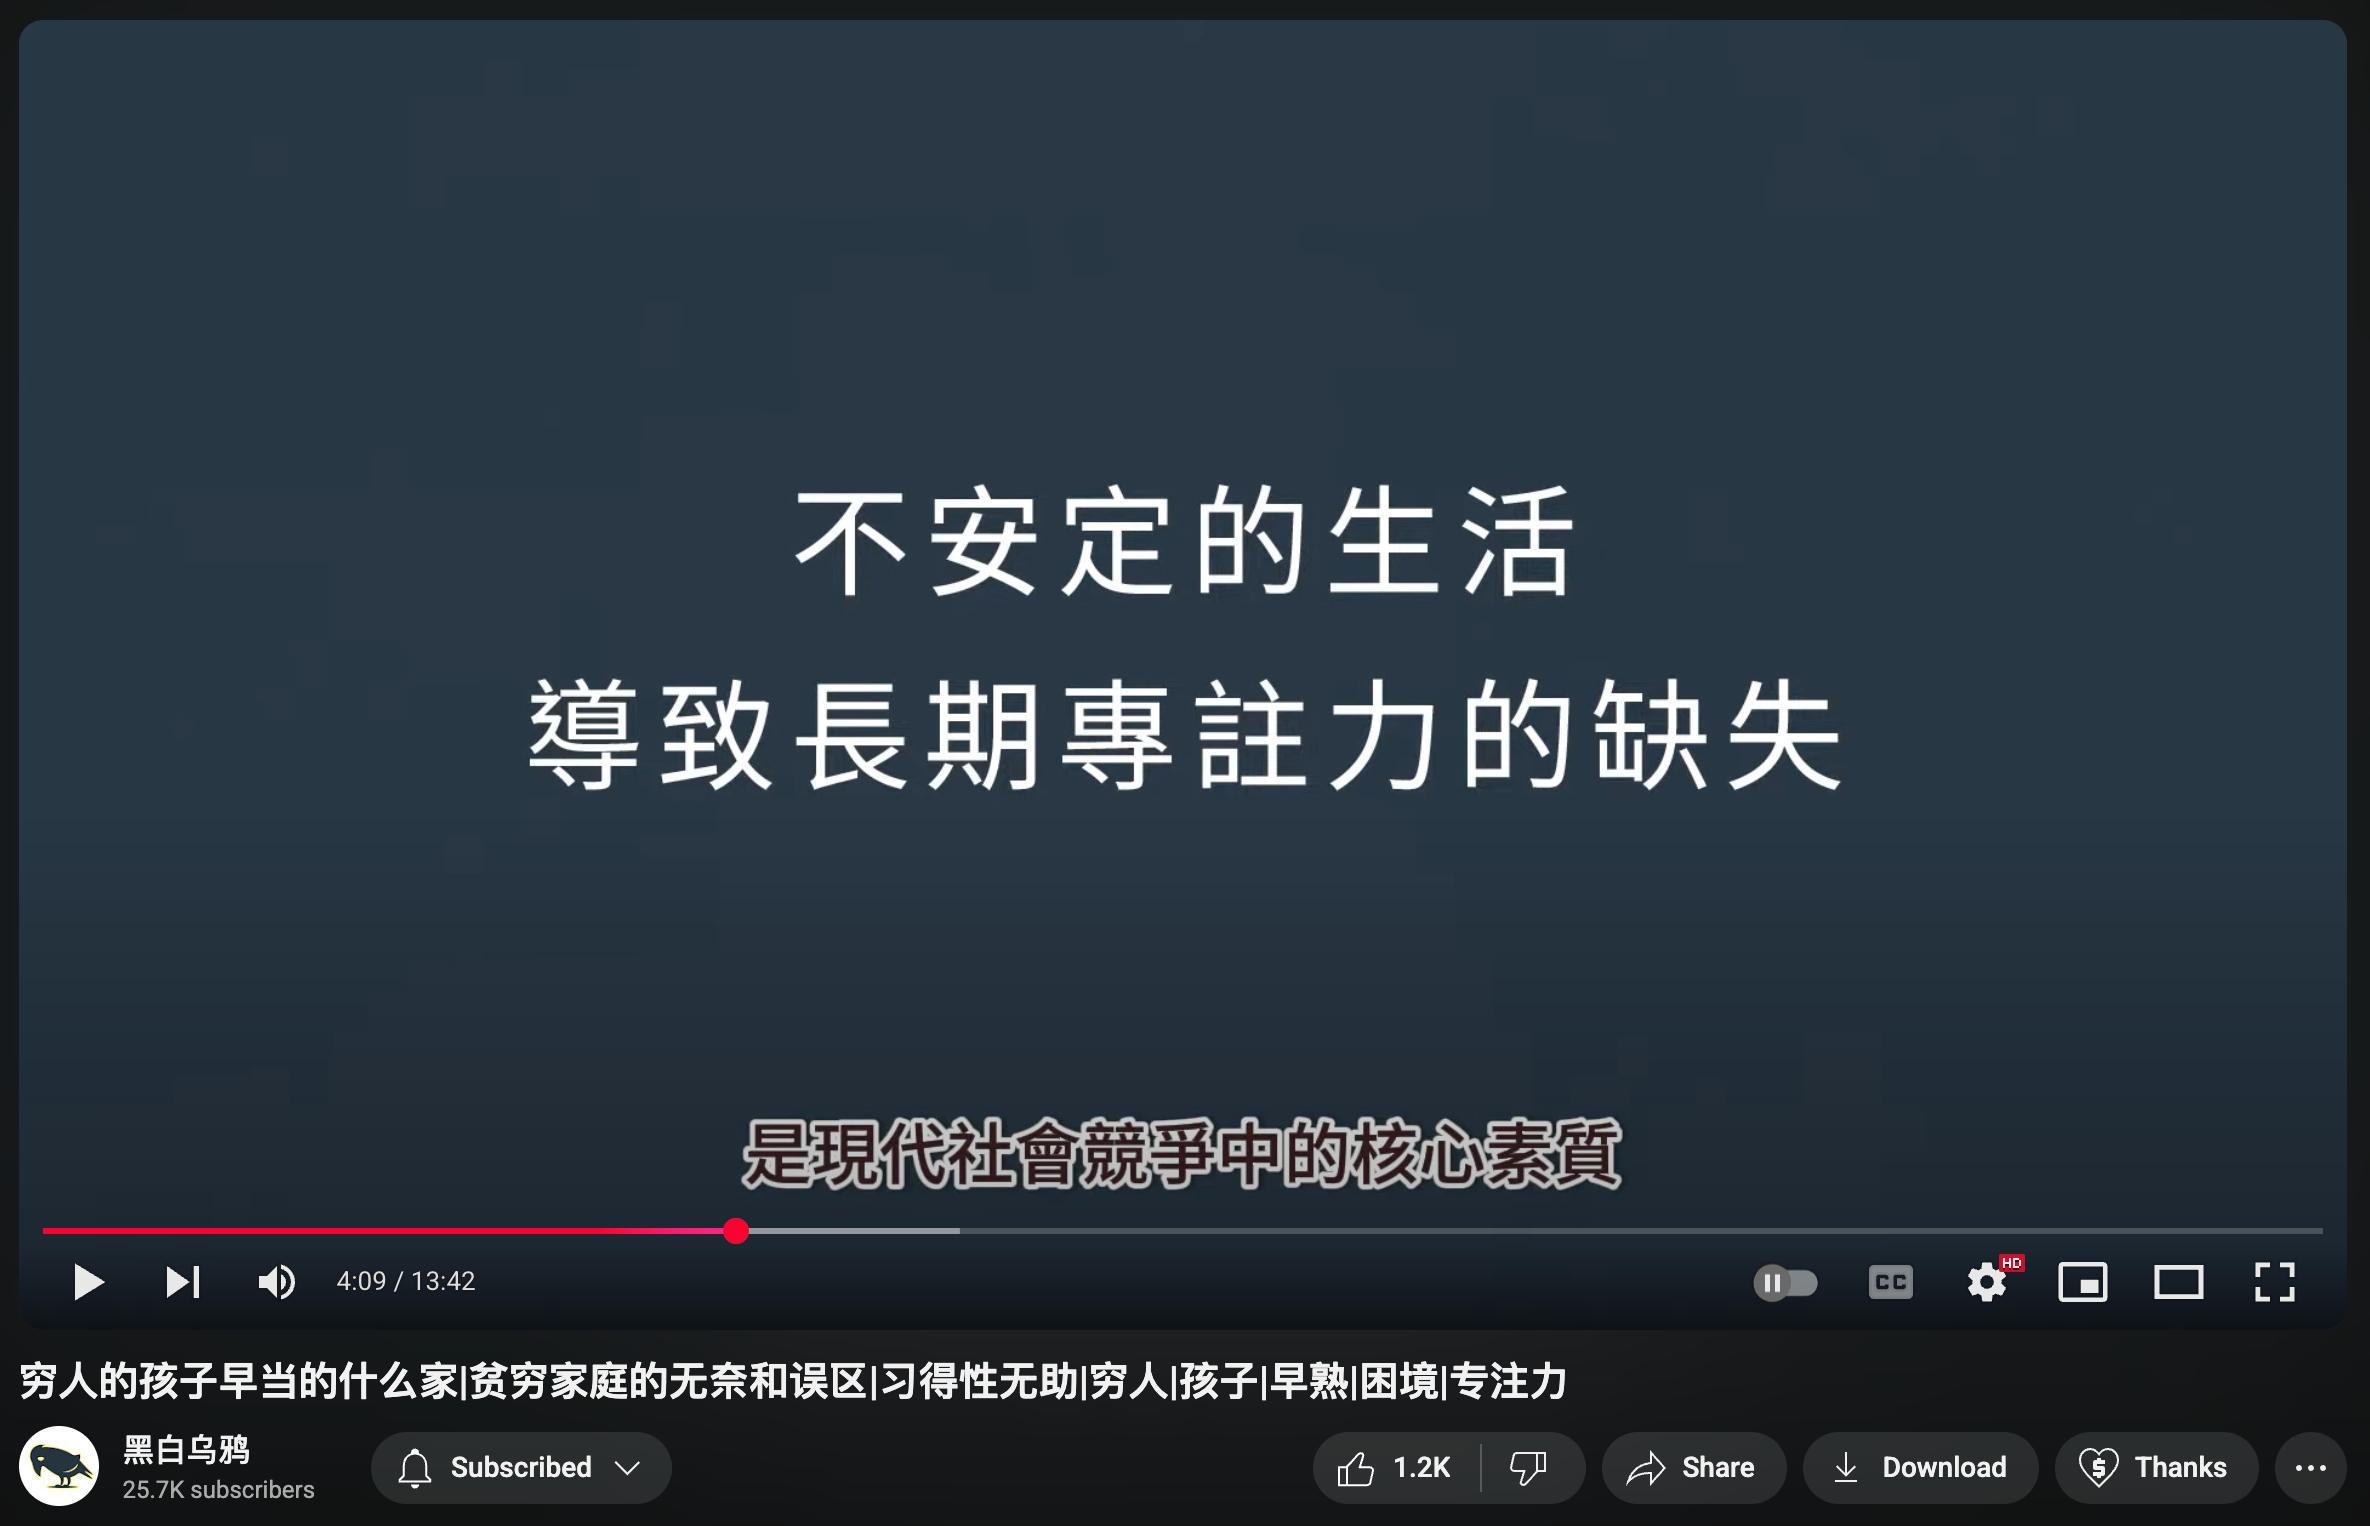 不安定的生活
導致長期專註力的缺失
是現代社會競爭中的核心素質
4:09 / 13:42
CC
HD
穷人的孩子早当的什么家|贫穷家庭的无奈和误区|习得性无助|穷人|孩子|早熟|困境|专注力
黑白乌鸦
25.7K subscribers
Subscribed
1.2K
Share
Download
Thanks